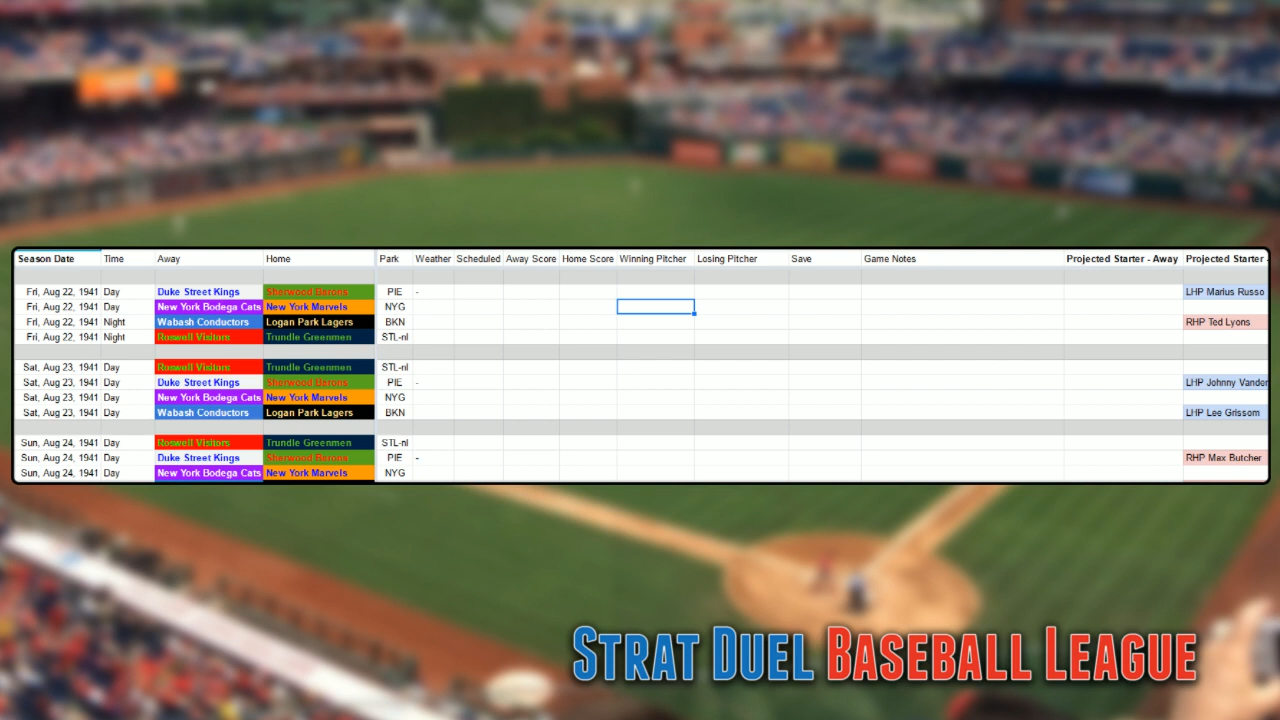 Season Date Time Away Home Park Weather Scheduled Away Score Home Score Winning Pitcher Losing Pitcher Save Game Notes Projected Starter - Away Projected Starter -
Fri, Aug 22, 1941 Day Duke Street Kings Sherwood Barons PIE - LHP Marius Russo
Fri, Aug 22, 1941 Day New York Bodega Cats New York Marvels NYG
Fri, Aug 22, 1941 Night Wabash Conductors Logan Park Lagers BKN RHP Ted Lyons
Fri, Aug 22, 1941 Night Roswell Visitors Trundle Greenmen STL-nl
Sat, Aug 23, 1941 Day Roswell Visitors Trundle Greenmen STL-nl
Sat, Aug 23, 1941 Day Duke Street Kings Sherwood Barons PIE - LHP Johnny Vander
Sat, Aug 23, 1941 Day New York Bodega Cats New York Marvels NYG
Sat, Aug 23, 1941 Day Wabash Conductors Logan Park Lagers BKN LHP Lee Grissom
Sun, Aug 24, 1941 Day Roswell Visitors Trundle Greenmen STL-nl
Sun, Aug 24, 1941 Day Duke Street Kings Sherwood Barons PIE - RHP Max Butcher
Sun, Aug 24, 1941 Day New York Bodega Cats New York Marvels NYG
STRAT DUEL BASEBALL LEAGUE